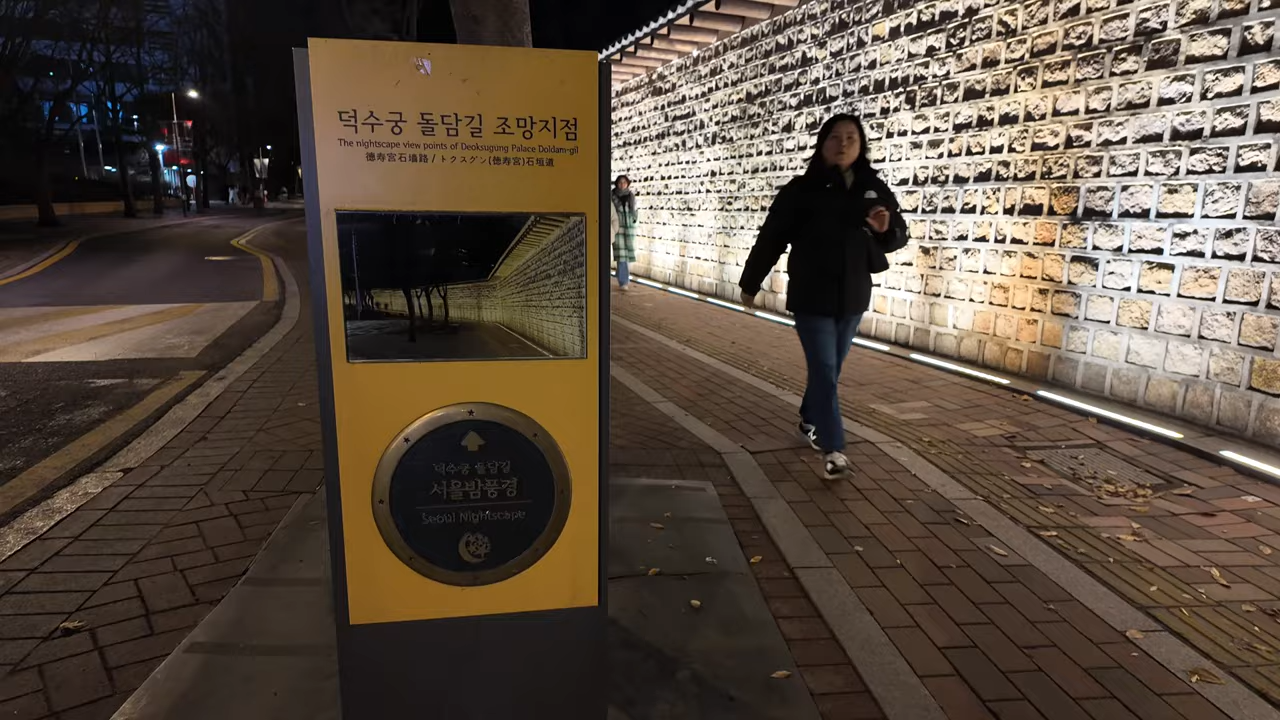 덕수궁 돌담길 조망지점
The nightscape view points of Deoksugung Palace Doldam-gil
德寿宮石墻路 / トクスグン(徳寿宮)石垣道
덕수궁 돌담길
서울밤풍경
Seoul Nightscape